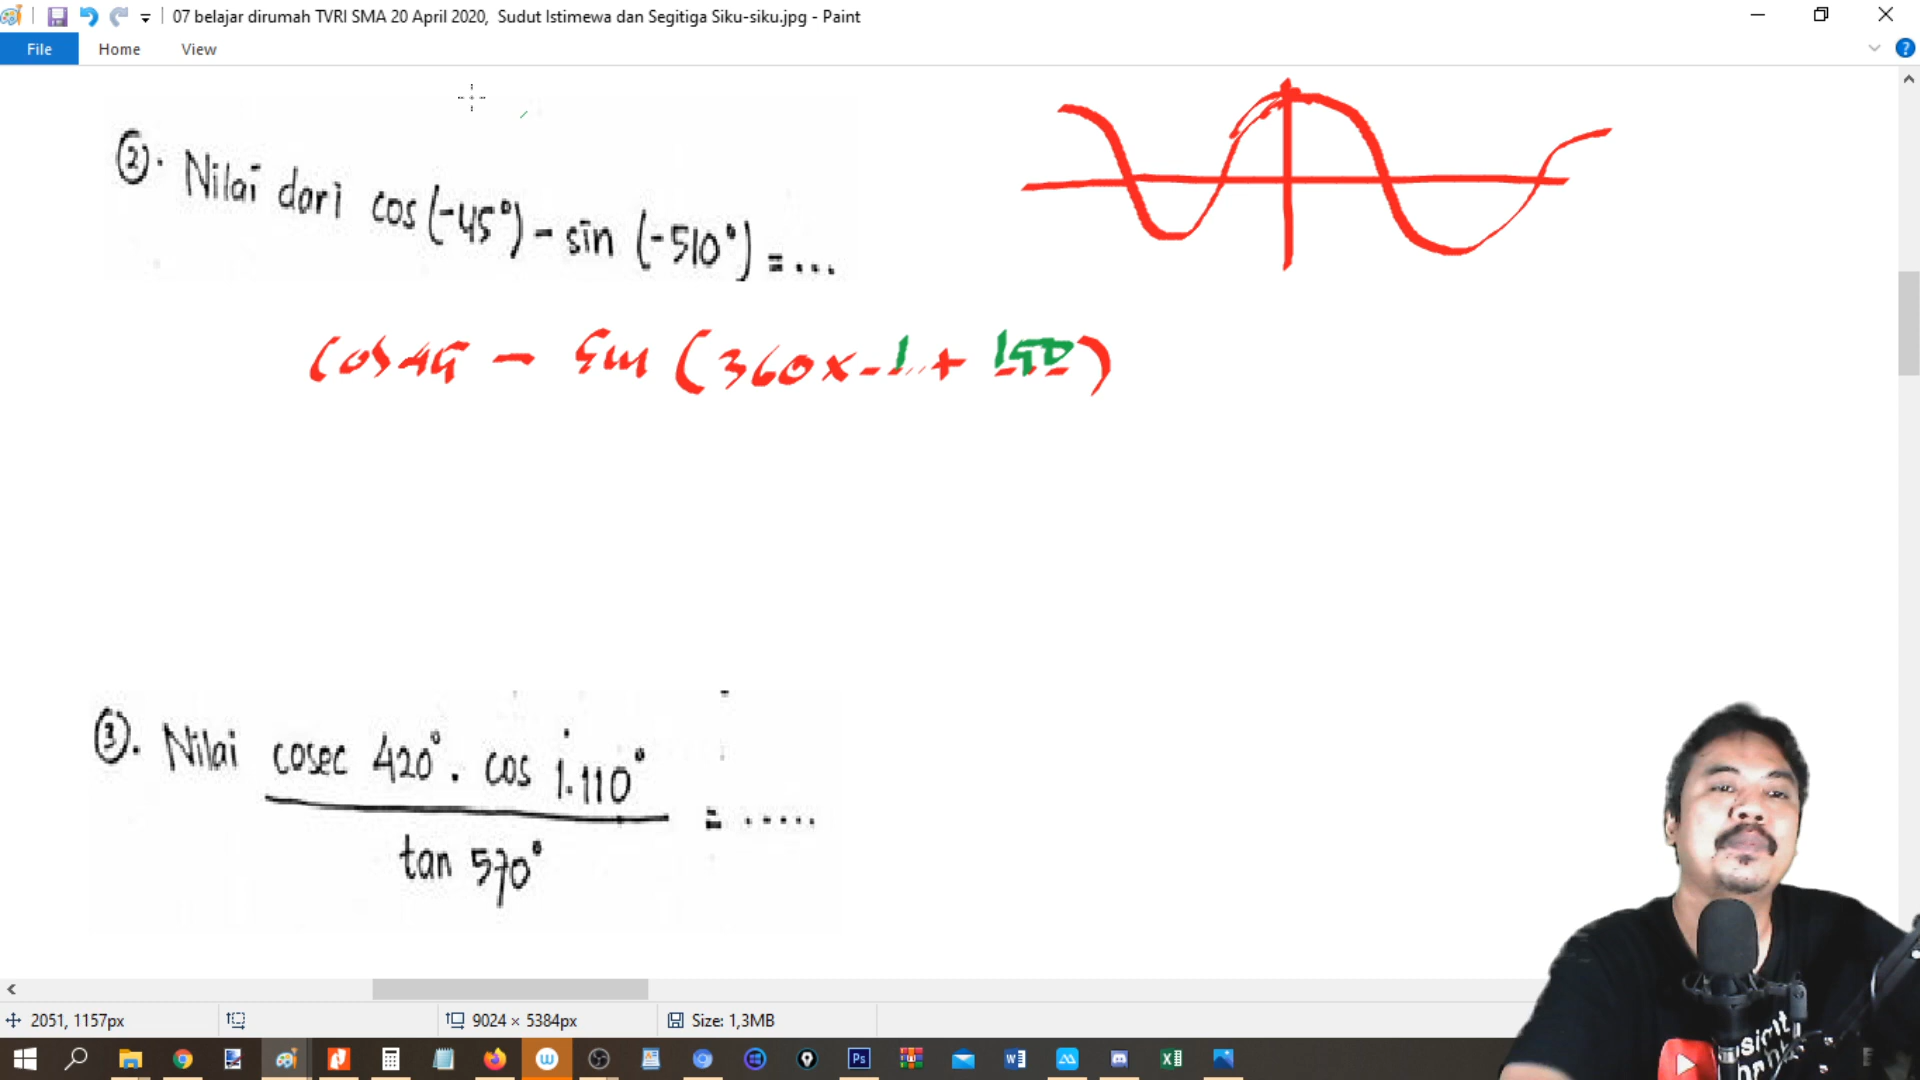 07 belajar dirumah TVRI SMA 20 April 2020, Sudut Istimewa dan Segitiga Siku-siku.jpg - Paint
File Home View
②. Nilai dari cos(-45°) - sin (-510°) = ...
cos 45 - sin (360 x -1... + 150)
③. Nilai cosec 420°. cos 1.110°
= .....
tan 570°
2051, 1157px
9024 × 5384px
Size: 1,3MB